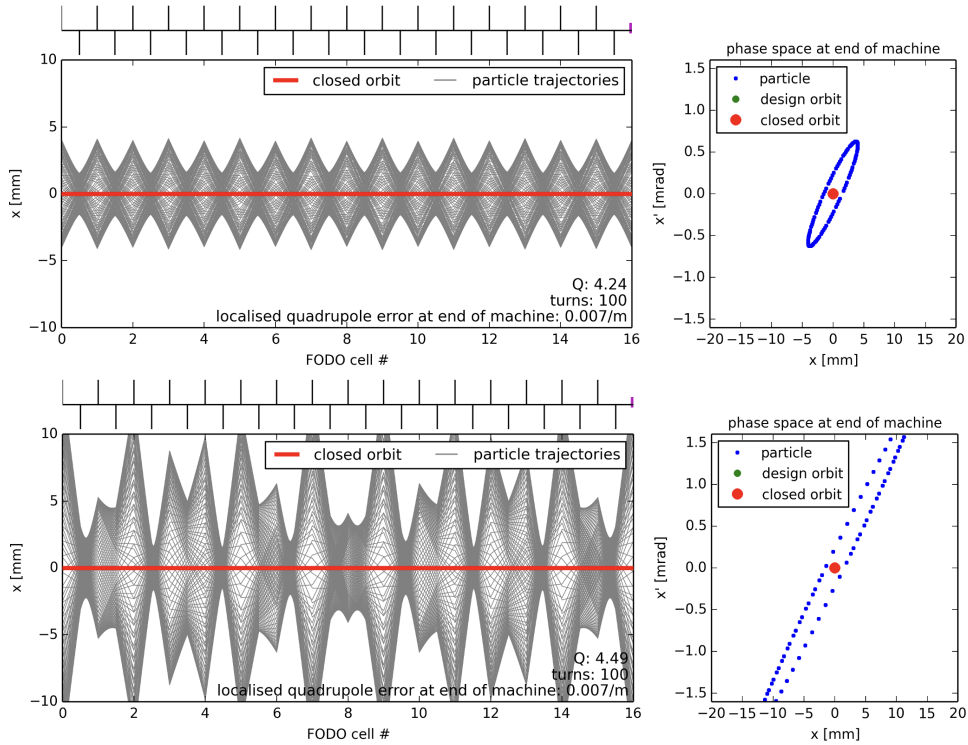 10
5
0
−5
−10
x [mm]
closed orbit
particle trajectories
Q: 4.24
turns: 100
localised quadrupole error at end of machine: 0.007/m
0 2 4 6 8 10 12 14 16
FODO cell #
phase space at end of machine
particle
design orbit
closed orbit
1.5
1.0
0.5
0.0
−0.5
−1.0
−1.5
x' [mrad]
−20 −15 −10 −5 0 5 10 15 20
x [mm]
10
5
0
−5
−10
x [mm]
closed orbit
particle trajectories
Q: 4.49
turns: 100
localised quadrupole error at end of machine: 0.007/m
0 2 4 6 8 10 12 14 16
FODO cell #
phase space at end of machine
particle
design orbit
closed orbit
1.5
1.0
0.5
0.0
−0.5
−1.0
−1.5
x' [mrad]
−20 −15 −10 −5 0 5 10 15 20
x [mm]